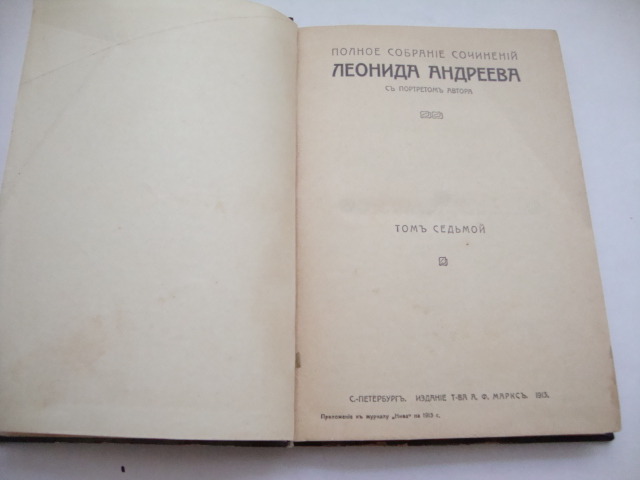 ПОЛНОЕ СОБРАНІЕ СОЧИНЕНІЙ
ЛЕОНИДА АНДРЕЕВА
СЪ ПОРТРЕТОМЪ АВТОРА
ТОМЪ СЕДЬМОЙ
С.-ПЕТЕРБУРГЪ. ИЗДАНІЕ Т-ВА А. Ф. МАРКСЪ. 1913.
Приложеніе къ журналу „Нива" на 1913 г.